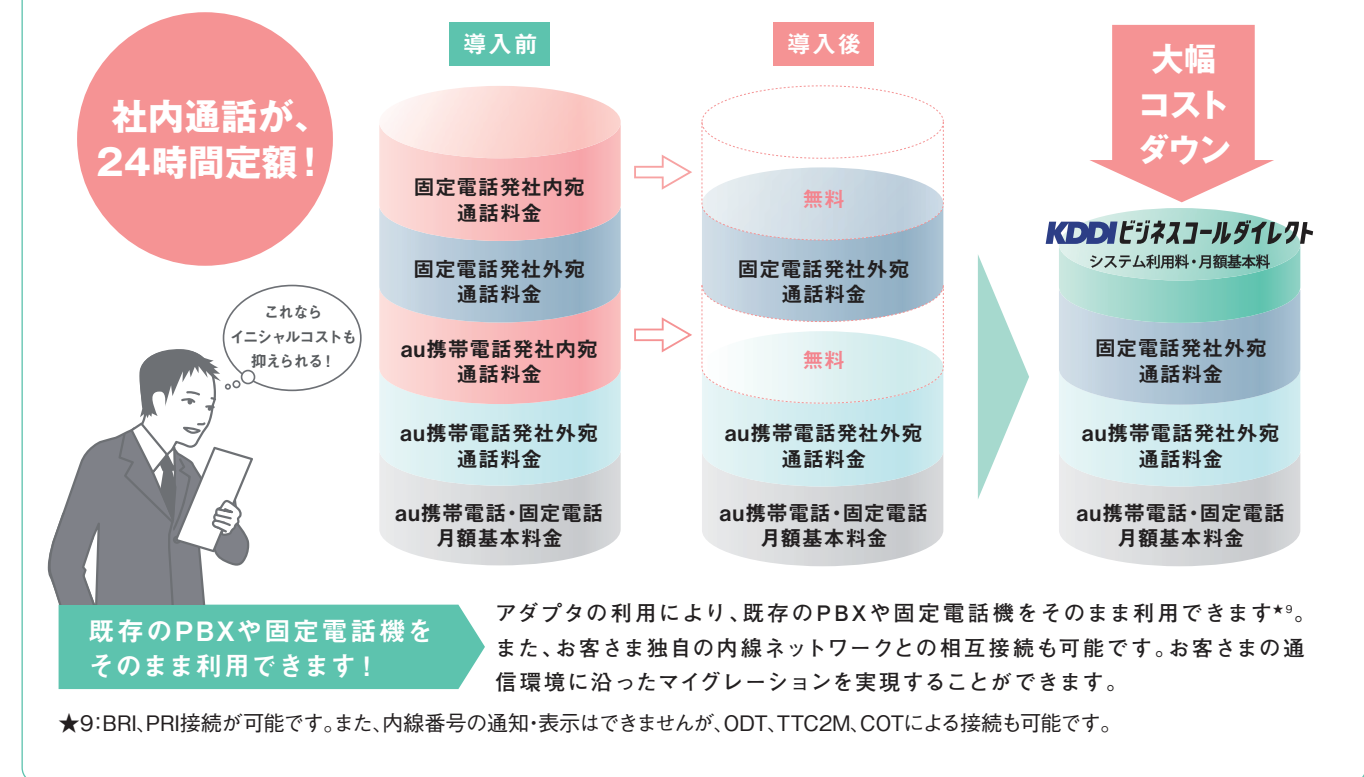 社内通話が、
24時間定額！
これなら
イニシャルコストも
抑えられる！
導入前
固定電話発社内宛
通話料金
固定電話発社外宛
通話料金
au携帯電話発社内宛
通話料金
au携帯電話発社外宛
通話料金
au携帯電話・固定電話
月額基本料金
導入後
無料
固定電話発社外宛
通話料金
無料
au携帯電話発社外宛
通話料金
au携帯電話・固定電話
月額基本料金
大幅
コスト
ダウン
KDDIビジネスコールダイレクト
システム利用料・月額基本料
固定電話発社外宛
通話料金
au携帯電話発社外宛
通話料金
au携帯電話・固定電話
月額基本料金
既存のPBXや固定電話機を
そのまま利用できます！
アダプタの利用により、既存のPBXや固定電話機をそのまま利用できます★9。
また、お客さま独自の内線ネットワークとの相互接続も可能です。お客さまの通
信環境に沿ったマイグレーションを実現することができます。
★9：BRI、PRI接続が可能です。また、内線番号の通知・表示はできませんが、ODT、TTC2M、COTによる接続も可能です。